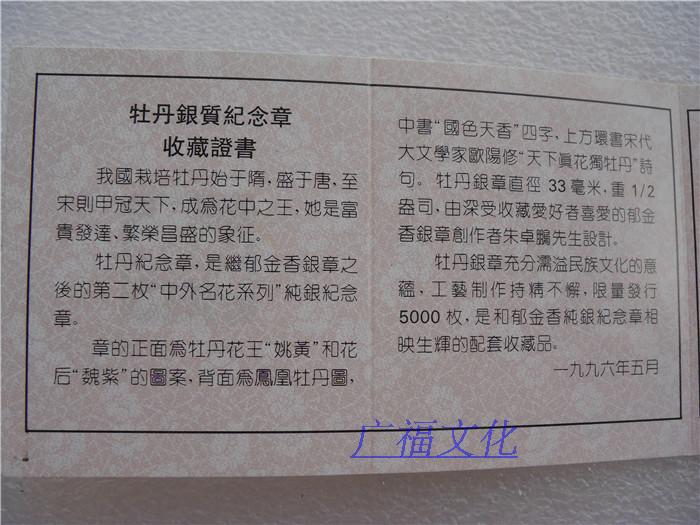 牡丹銀質紀念章
收藏證書
我國栽培牡丹始于隋，盛于唐，至
宋則甲冠天下，成爲花中之王，她是富
貴發達、繁榮昌盛的象征。
牡丹紀念章，是繼郁金香銀章之
後的第二枚“中外名花系列”純銀紀念
章。
章的正面爲牡丹花王“姚黃”和花
后“魏紫”的圖案，背面爲鳳凰牡丹圖，
中書“國色天香”四字，上方環書宋代
大文學家歐陽修“天下眞花獨牡丹”詩
句。牡丹銀章直徑 33 毫米，重 1/2
盎司，由深受收藏愛好者喜愛的郁金
香銀章創作者朱卓鵬先生設計。
牡丹銀章充分濡溢民族文化的意
蘊，工藝制作持精不懈，限量發行
5000 枚，是和郁金香純銀紀念章相
映生輝的配套收藏品。
一九九六年五月
广福文化